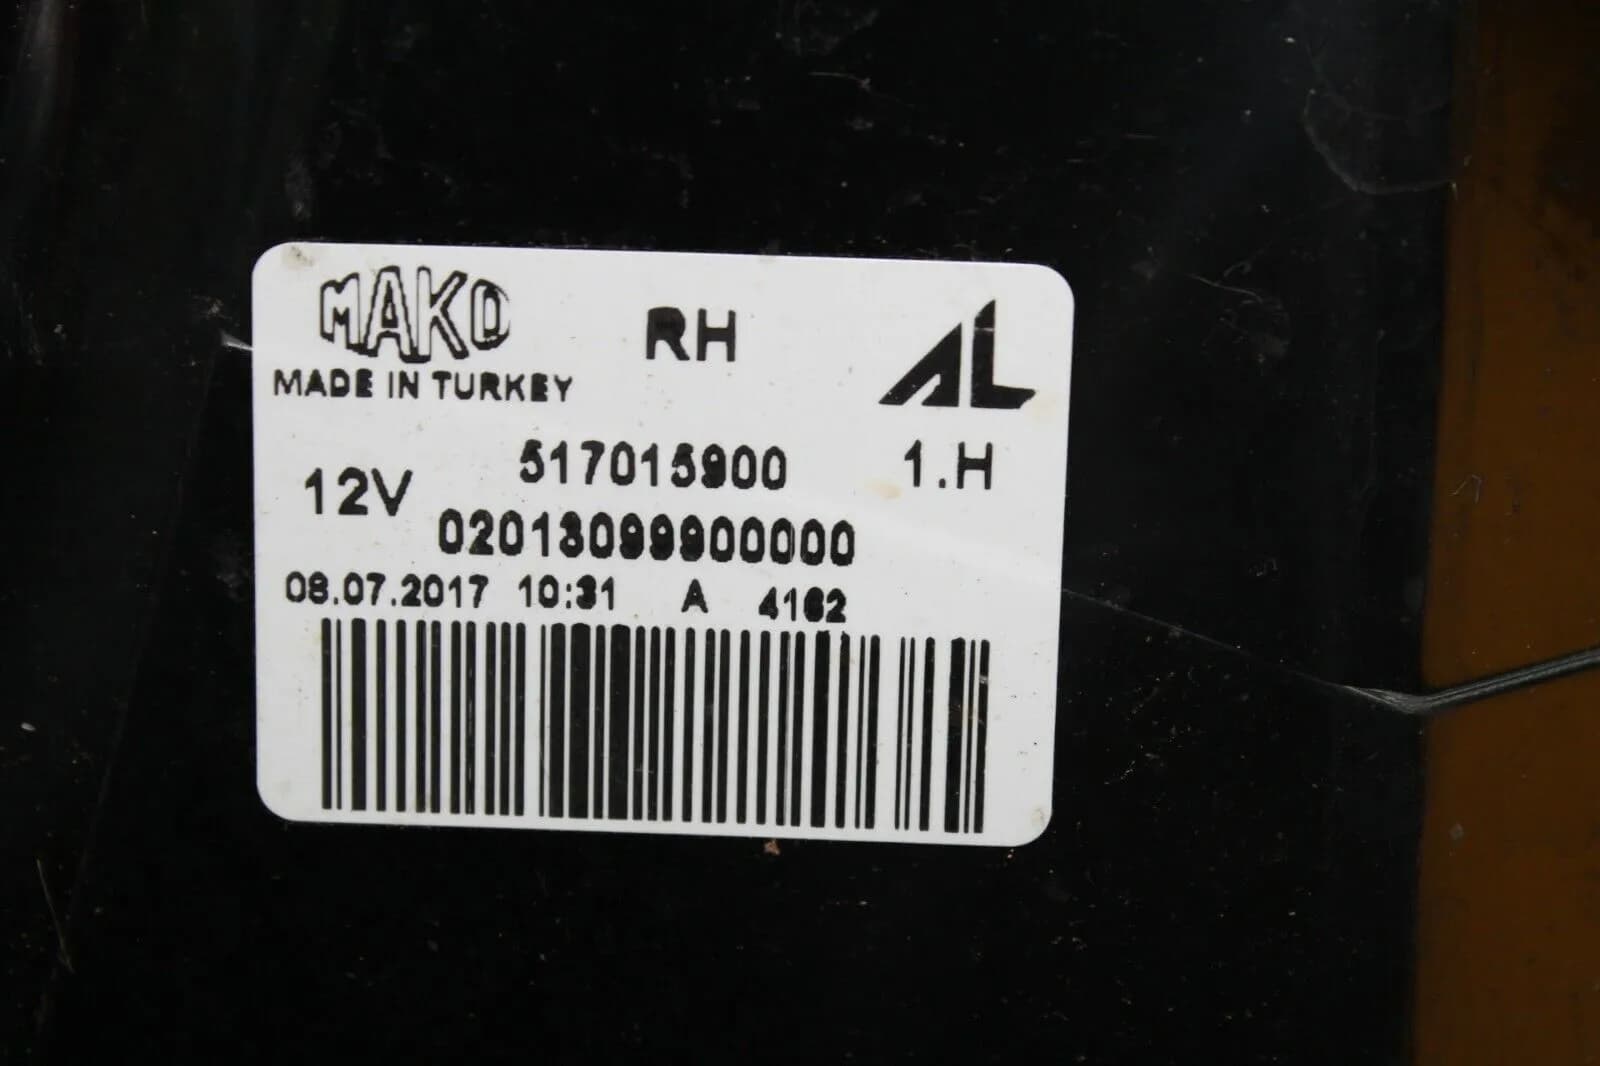 MAKO
RH
AL
MADE IN TURKEY
517015900
1.H
12V
02013099900000
08.07.2017 10:31 A 4162